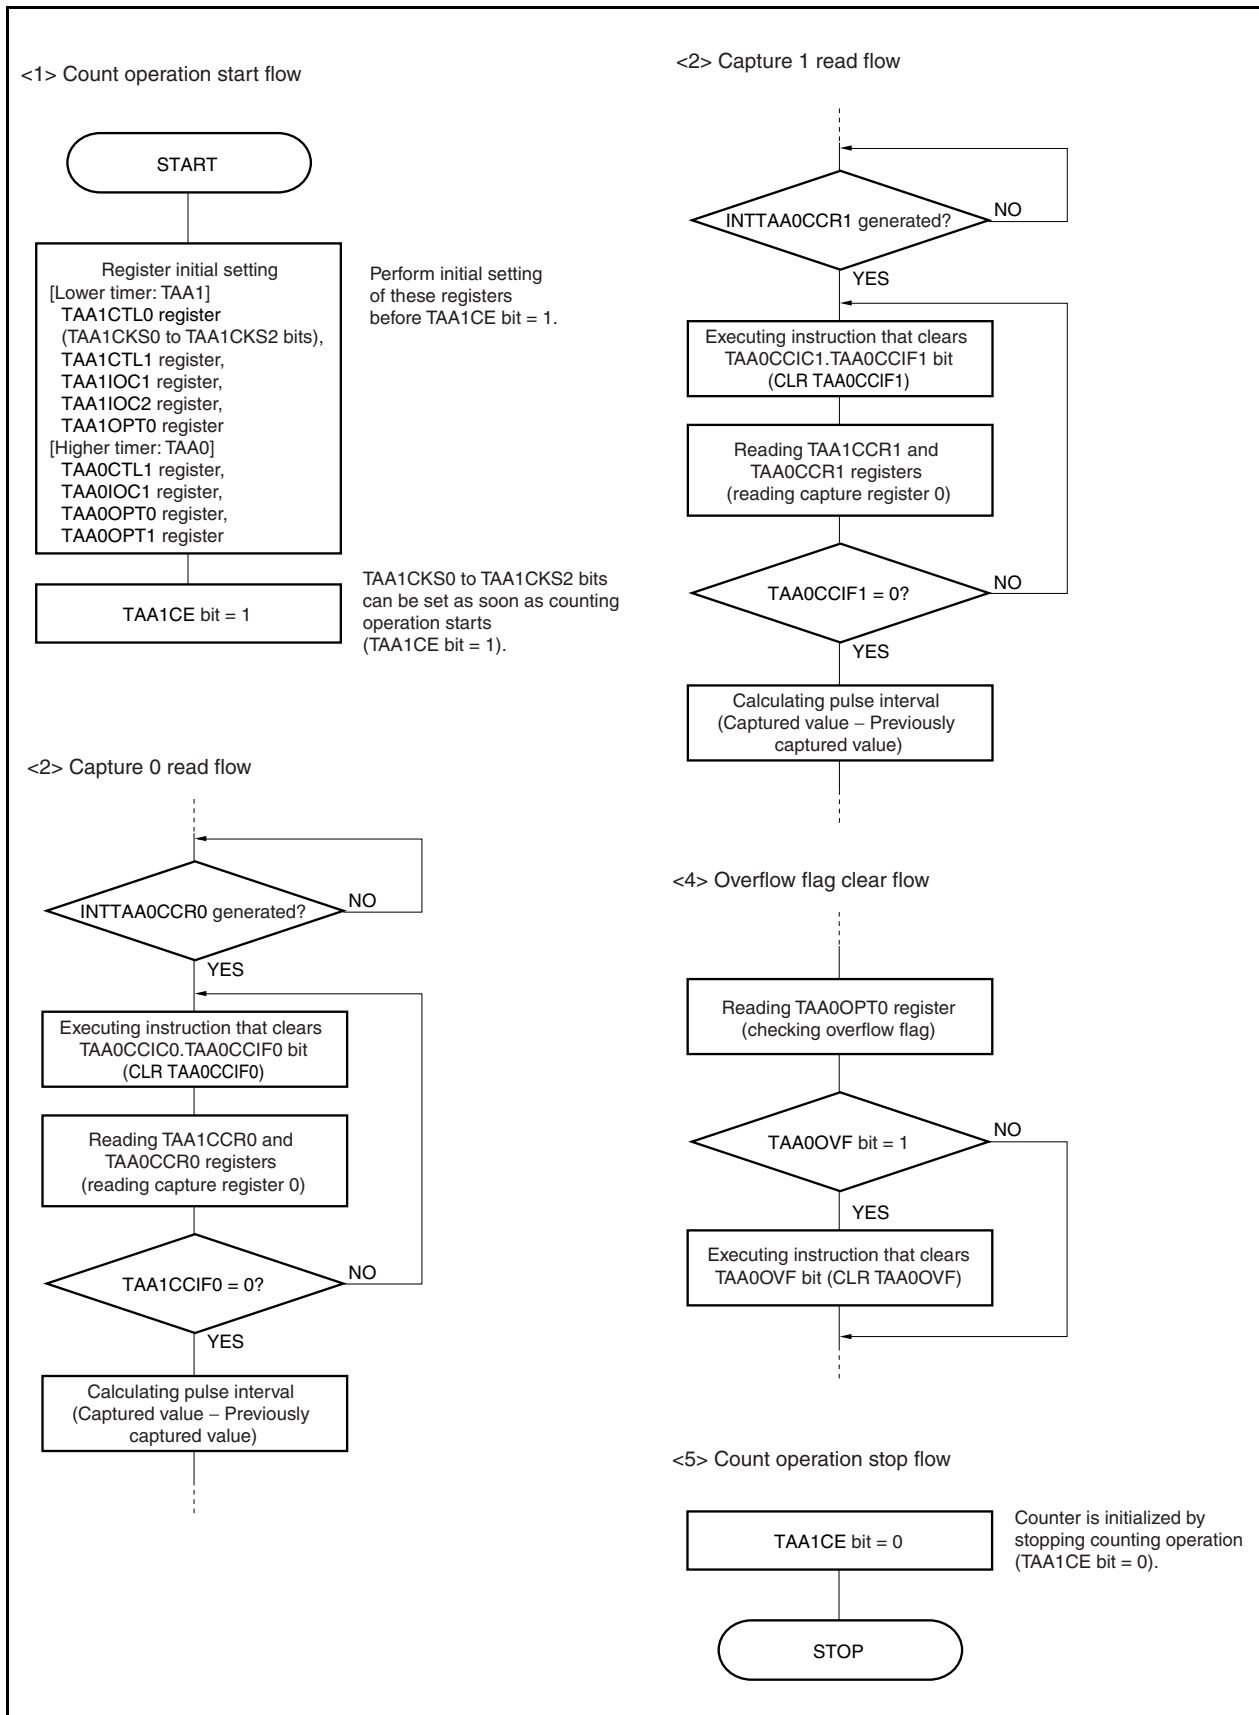 <1> Count operation start flow
START
Register initial setting
[Lower timer: TAA1]
TAA1CTL0 register
(TAA1CKS0 to TAA1CKS2 bits),
TAA1CTL1 register,
TAA1IOC1 register,
TAA1IOC2 register,
TAA1OPT0 register
[Higher timer: TAA0]
TAA0CTL1 register,
TAA0IOC1 register,
TAA0OPT0 register,
TAA0OPT1 register
Perform initial setting
of these registers
before TAA1CE bit = 1.
TAA1CE bit = 1
TAA1CKS0 to TAA1CKS2 bits
can be set as soon as counting
operation starts
(TAA1CE bit = 1).
<2> Capture 0 read flow
INTTAA0CCR0 generated?
NO
YES
Executing instruction that clears
TAA0CCIC0.TAA0CCIF0 bit
(CLR TAA0CCIF0)
Reading TAA1CCR0 and
TAA0CCR0 registers
(reading capture register 0)
TAA1CCIF0 = 0?
NO
YES
Calculating pulse interval
(Captured value – Previously
captured value)
<2> Capture 1 read flow
INTTAA0CCR1 generated?
NO
YES
Executing instruction that clears
TAA0CCIC1.TAA0CCIF1 bit
(CLR TAA0CCIF1)
Reading TAA1CCR1 and
TAA0CCR1 registers
(reading capture register 0)
TAA0CCIF1 = 0?
NO
YES
Calculating pulse interval
(Captured value – Previously
captured value)
<4> Overflow flag clear flow
Reading TAA0OPT0 register
(checking overflow flag)
TAA0OVF bit = 1
NO
YES
Executing instruction that clears
TAA0OVF bit (CLR TAA0OVF)
<5> Count operation stop flow
TAA1CE bit = 0
Counter is initialized by
stopping counting operation
(TAA1CE bit = 0).
STOP